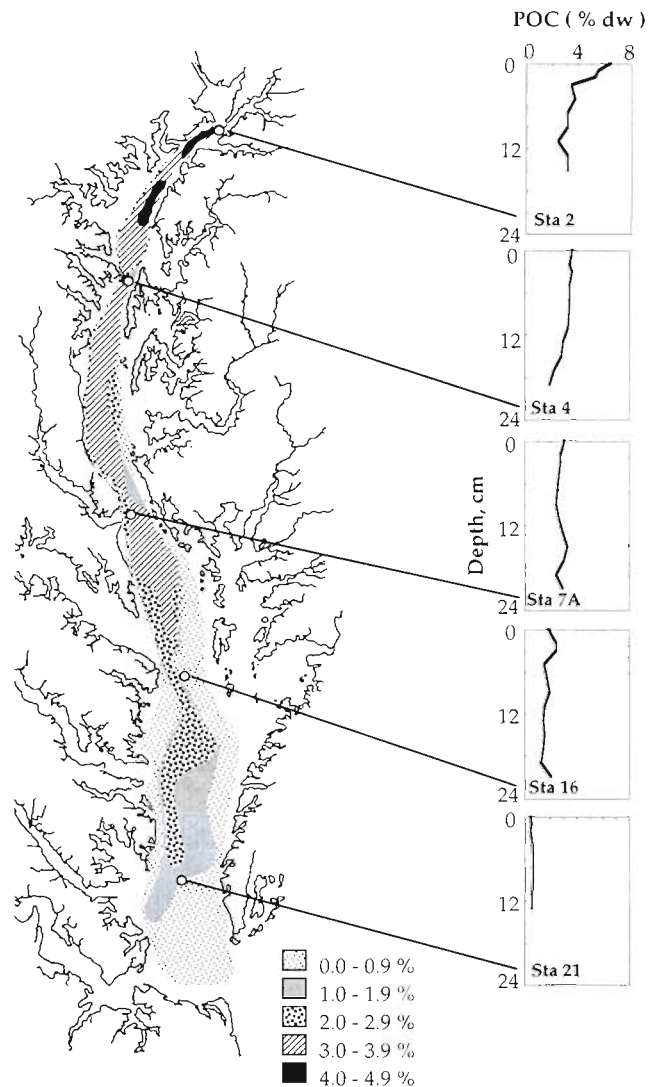 POC ( % dw )
0 4 8
0
12
24
Sta 2
0
12
24
Sta 4
0
12
24
Sta 7A
0
12
24
Sta 16
0
12
24
Sta 21
Depth, cm
0.0 - 0.9 %
1.0 - 1.9 %
2.0 - 2.9 %
3.0 - 3.9 %
4.0 - 4.9 %